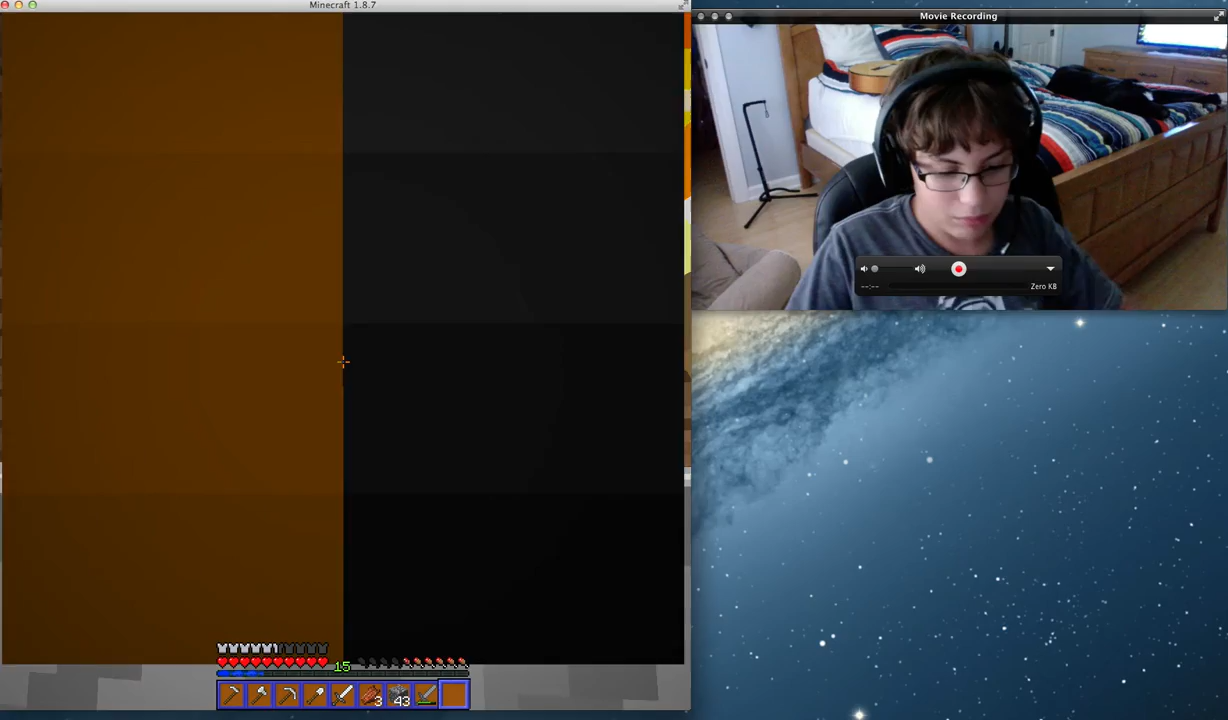 Minecraft 1.8.7
Movie Recording
--:--
Zero KB
15
3
43